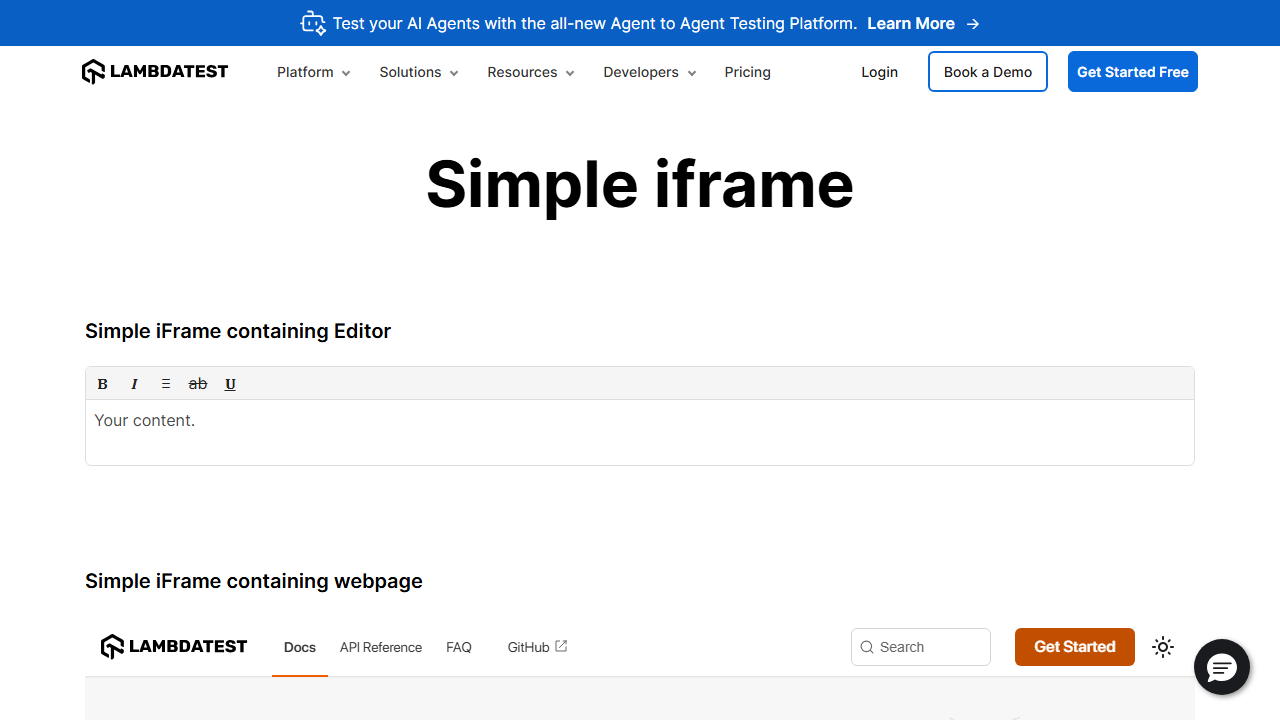 Test your AI Agents with the all-new Agent to Agent Testing Platform. Learn More →
LAMBDATEST Platform Solutions Resources Developers Pricing Login Book a Demo Get Started Free
Simple iframe
Simple iFrame containing Editor
B I ab U
Your content.
Simple iFrame containing webpage
LAMBDATEST Docs API Reference FAQ GitHub Search Get Started